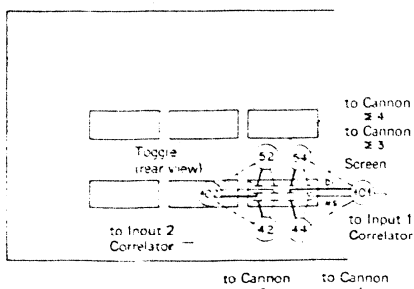 to Cannon
4
to Cannon
3
Toggle
(rear view)
52
54
Screen
42
44
to Input 1
Correlator
to Input 2
Correlator
to Cannon
to Cannon